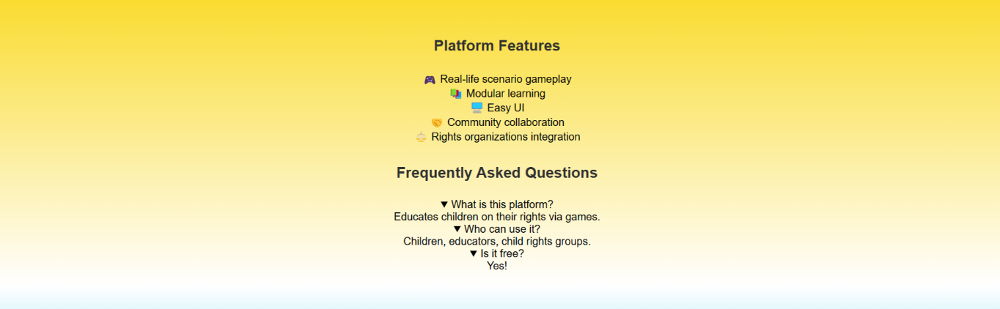 Platform Features
🎮 Real-life scenario gameplay
📚 Modular learning
🖥️ Easy UI
🤝 Community collaboration
⚖️ Rights organizations integration
Frequently Asked Questions
▼ What is this platform?
Educates children on their rights via games.
▼ Who can use it?
Children, educators, child rights groups.
▼ Is it free?
Yes!